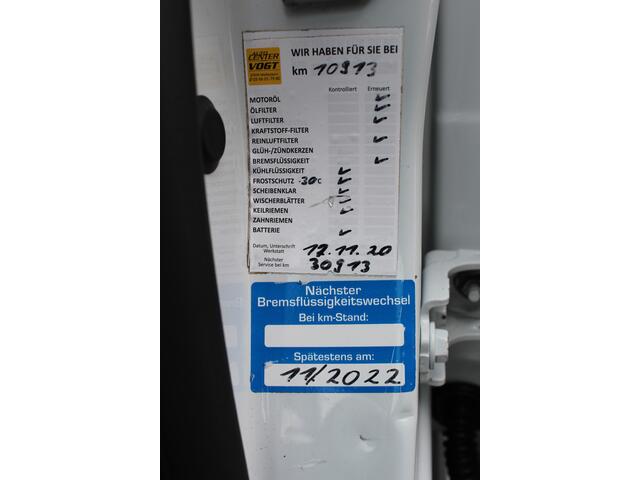 AUTO
CENTER
VOGT
WIR HABEN FÜR SIE BEI
km 10913
Kontrolliert Erneuert
MOTORÖL ✓
ÖLFILTER ✓
LUFTFILTER ✓
KRAFTSTOFF-FILTER
REINLUFTFILTER ✓
GLÜH-/ZÜNDKERZEN
BREMSFLÜSSIGKEIT ✓
KÜHLFLÜSSIGKEIT ✓
FROSTSCHUTZ -30°C ✓
SCHEIBENKLAR ✓
WISCHERBLÄTTER ✓
KEILRIEMEN ✓
ZAHNRIEMEN
BATTERIE ✓
Datum, Unterschrift
Werkstatt 17.11.20
Nächster
Service bei km 30913
Nächster
Bremsflüssigkeitswechsel
Bei km-Stand:
Spätestens am:
11/2022